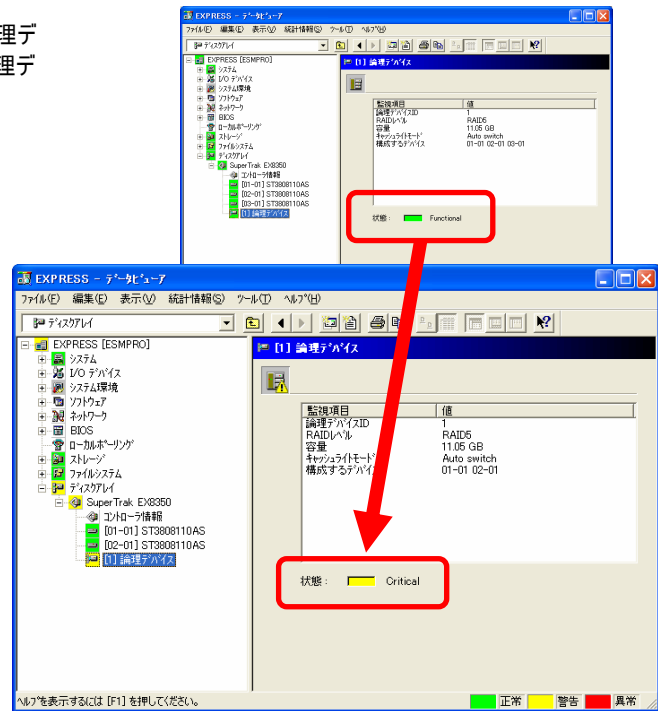 理デ
理デ
EXPRESS - データビューア
ファイル(F) 編集(E) 表示(V) 統計情報(S) ツール(T) ヘルプ(H)
ディスクアレイ
EXPRESS [ESMPRO]
システム
I/O デバイス
システム環境
ソフトウェア
ネットワーク
BIOS
ローカルポーリング
ストレージ
ファイルシステム
ディスクアレイ
SuperTrak EX8350
コントローラ情報
[01-01] ST3808110AS
[02-01] ST3808110AS
[03-01] ST3808110AS
[1] 論理デバイス
[1] 論理デバイス
監視項目 値
論理デバイスID 1
RAIDレベル RAID5
容量 11.05 GB
キャッシュライトモード Auto switch
構成するデバイス 01-01 02-01 03-01
状態 : Functional
EXPRESS - データビューア
ファイル(F) 編集(E) 表示(V) 統計情報(S) ツール(T) ヘルプ(H)
ディスクアレイ
EXPRESS [ESMPRO]
システム
I/O デバイス
システム環境
ソフトウェア
ネットワーク
BIOS
ローカルポーリング
ストレージ
ファイルシステム
ディスクアレイ
SuperTrak EX8350
コントローラ情報
[01-01] ST3808110AS
[02-01] ST3808110AS
[1] 論理デバイス
[1] 論理デバイス
監視項目 値
論理デバイスID 1
RAIDレベル RAID5
容量 11.05 GB
キャッシュライトモード Auto switch
構成するデバイス 01-01 02-01
状態 : Critical
ヘルプを表示するには [F1] を押してください。
正常 警告 異常